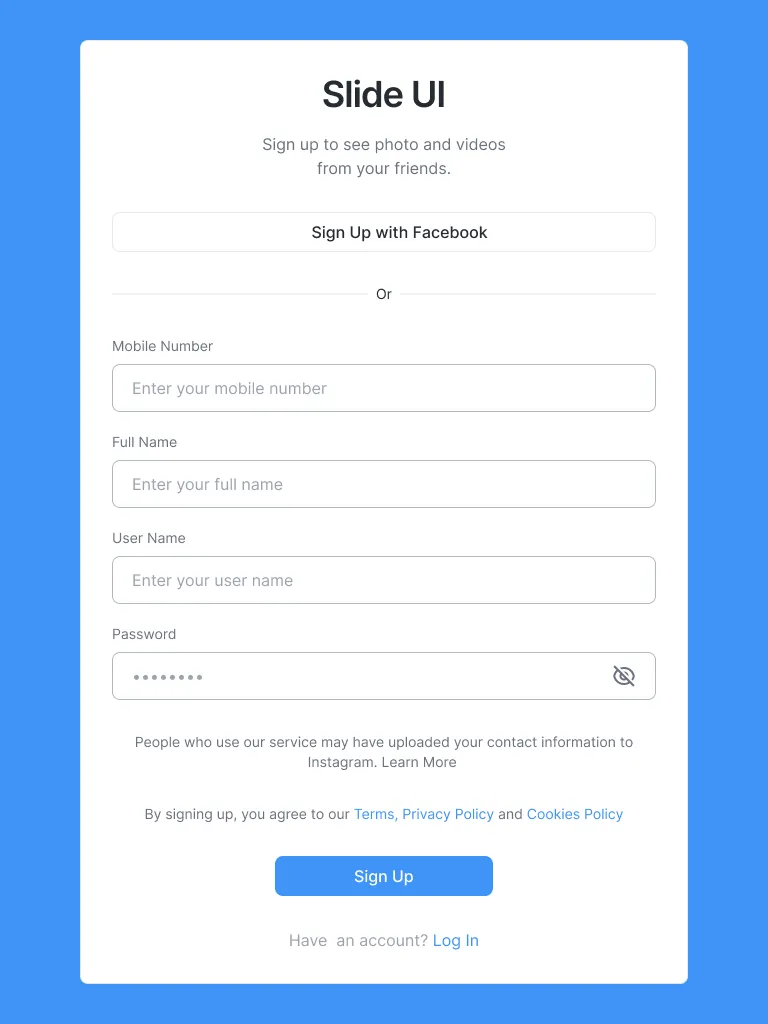 Slide UI
Sign up to see photo and videos
from your friends.
Sign Up with Facebook
Or
Mobile Number
Enter your mobile number
Full Name
Enter your full name
User Name
Enter your user name
Password
••••••••
People who use our service may have uploaded your contact information to
Instagram. Learn More
By signing up, you agree to our Terms, Privacy Policy and Cookies Policy
Sign Up
Have  an account? Log In